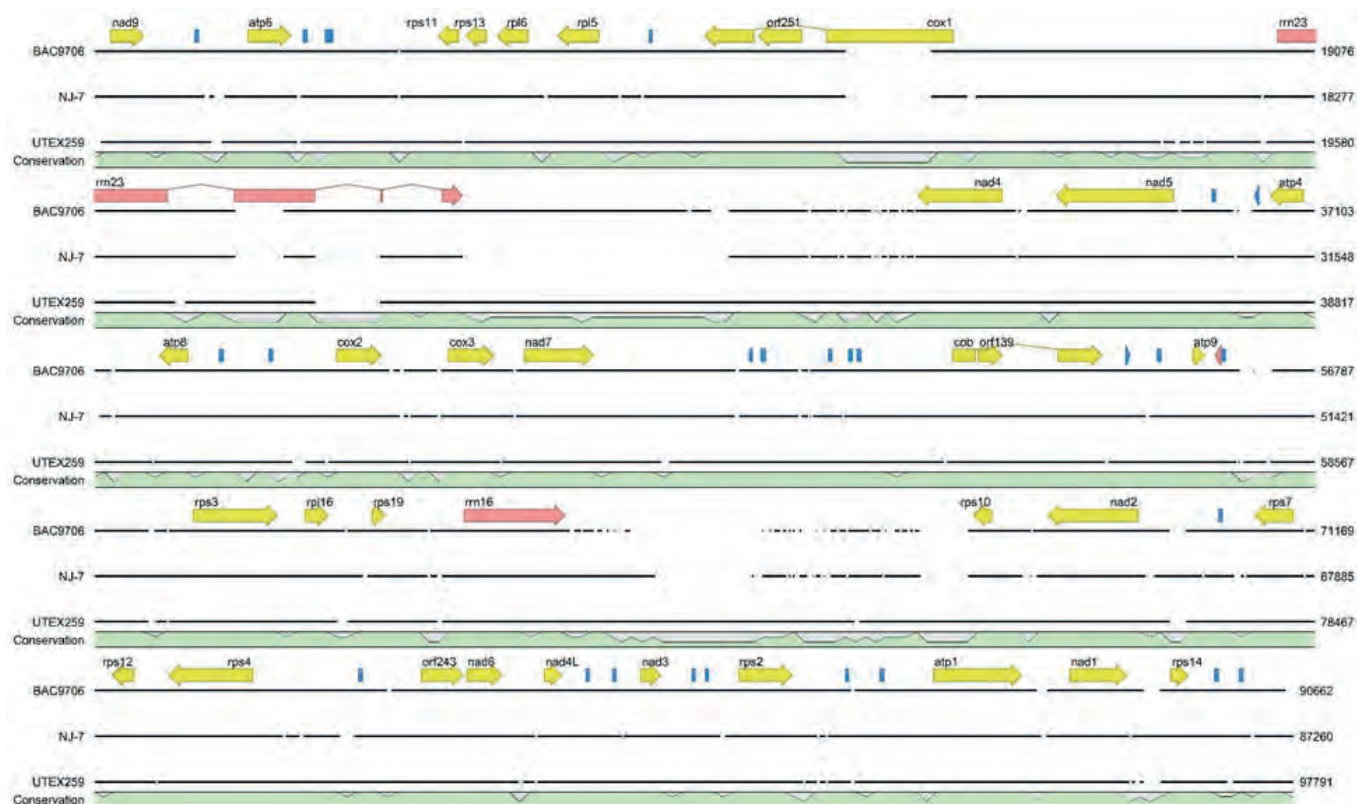 nad9 atp6 rps11 rps13 rpl6 rpl5 orf251 cox1 rrn23
BAC9706 19076
NJ-7 18277
UTEX259 19580
Conservation
rrn23 nad4 nad5 atp4
BAC9706 37103
NJ-7 31548
UTEX259 38817
Conservation
atp8 cox2 cox3 nad7 cob orf139 atp9
BAC9706 56787
NJ-7 51421
UTEX259 58567
Conservation
rps3 rpl16 rps19 rrn16 rps10 nad2 rps7
BAC9706 71169
NJ-7 67885
UTEX259 78467
Conservation
rps12 rps4 orf243 nad6 nad4L nad3 rps2 atp1 nad1 rps14
BAC9706 90662
NJ-7 87260
UTEX259 97791
Conservation